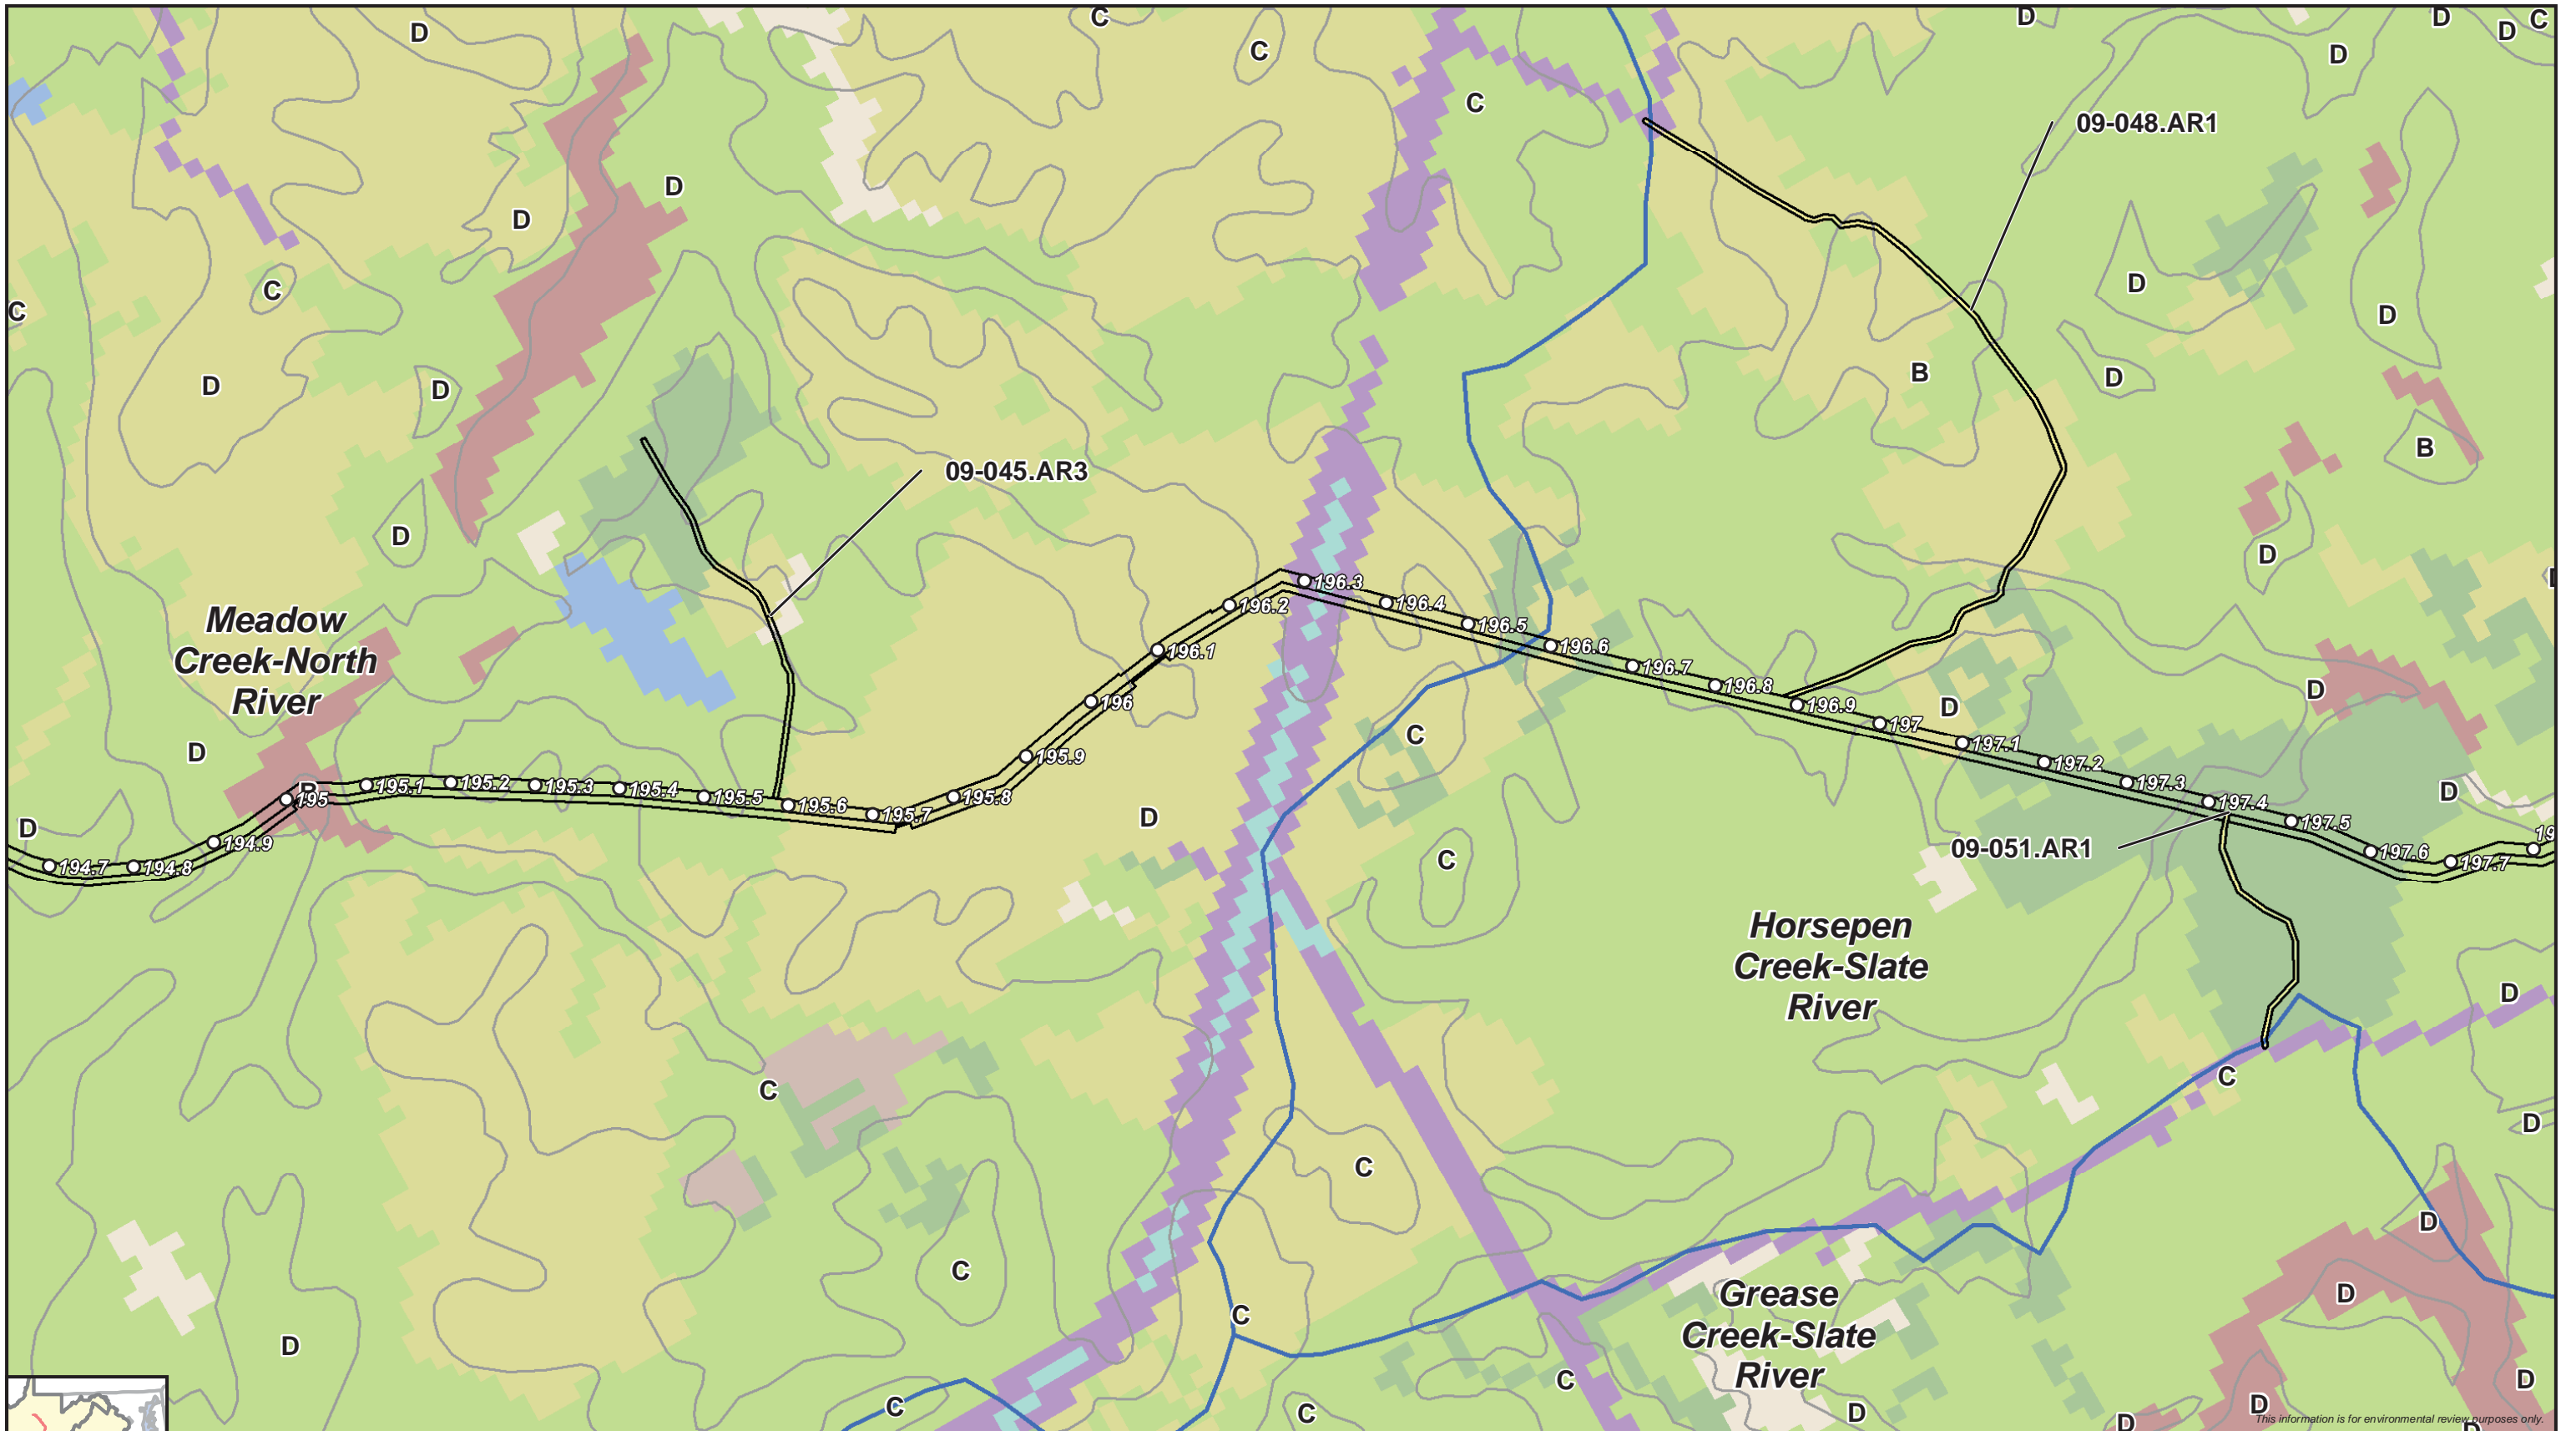 D
C
D
D
D
C
C
D
D
C
09-048.AR1
D
D
C
D
C
D
D
D
D
B
D
09-045.AR3
B
D
D
196.3
196.4
196.2
196.5
196.6
196.7
196.8
196.9
196.1
196
197
197.1
197.2
197.3
197.4
197.5
197.6
197.7
Meadow
Creek-North
River
D
D
D
C
D
D
195
195.1
195.2
195.3
195.4
195.5
195.6
195.7
195.8
195.9
D
194.7
194.8
194.9
D
C
09-051.AR1
Horsepen
Creek-Slate
River
D
C
C
D
C
D
C
D
D
C
Grease
Creek-Slate
River
C
D
C
C
D
D
D
D
This information is for environmental review purposes only.